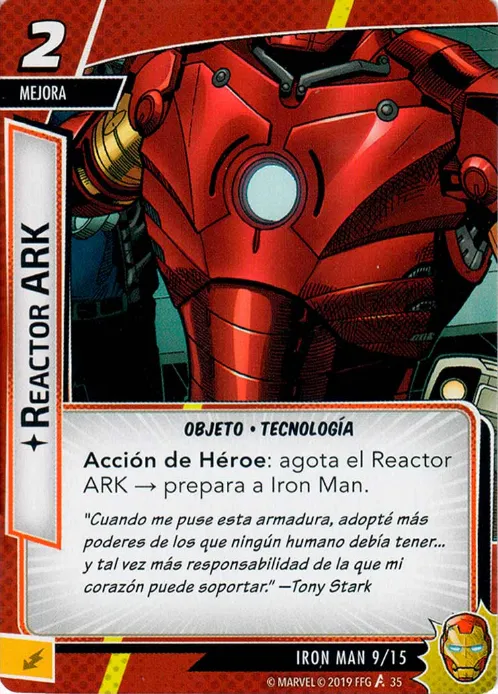 2
MEJORA
REACTOR ARK
OBJETO • TECNOLOGÍA
Acción de Héroe: agota el Reactor
ARK → prepara a Iron Man.
"Cuando me puse esta armadura, adopté más
poderes de los que ningún humano debía tener...
y tal vez más responsabilidad de la que mi
corazón puede soportar." —Tony Stark
IRON MAN 9/15
© MARVEL © 2019 FFG 35